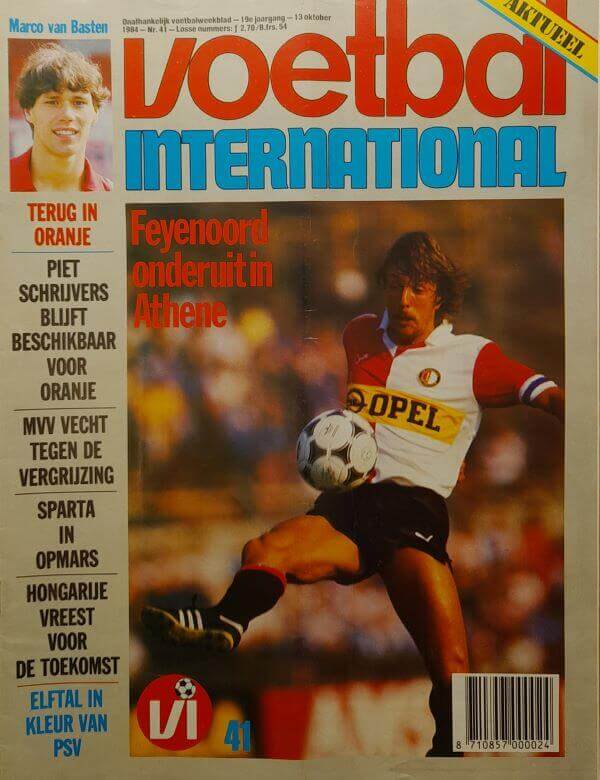 Onafhankelijk voetbalweekblad — 19e jaargang — 13 oktober
1984 — Nr. 41 — Losse nummers: ƒ 2,70/B.frs. 54
AKTUEEL
voetbal
INTERNATIONAL
Marco van Basten
TERUG IN
ORANJE
PIET
SCHRIJVERS
BLIJFT
BESCHIKBAAR
VOOR
ORANJE
MVV VECHT
TEGEN DE
VERGRIJZING
SPARTA
IN
OPMARS
HONGARIJE
VREEST
VOOR
DE TOEKOMST
ELFTAL IN
KLEUR VAN
PSV
Feyenoord
onderuit in
Athene
OPEL
VI
41
8 710857 000024